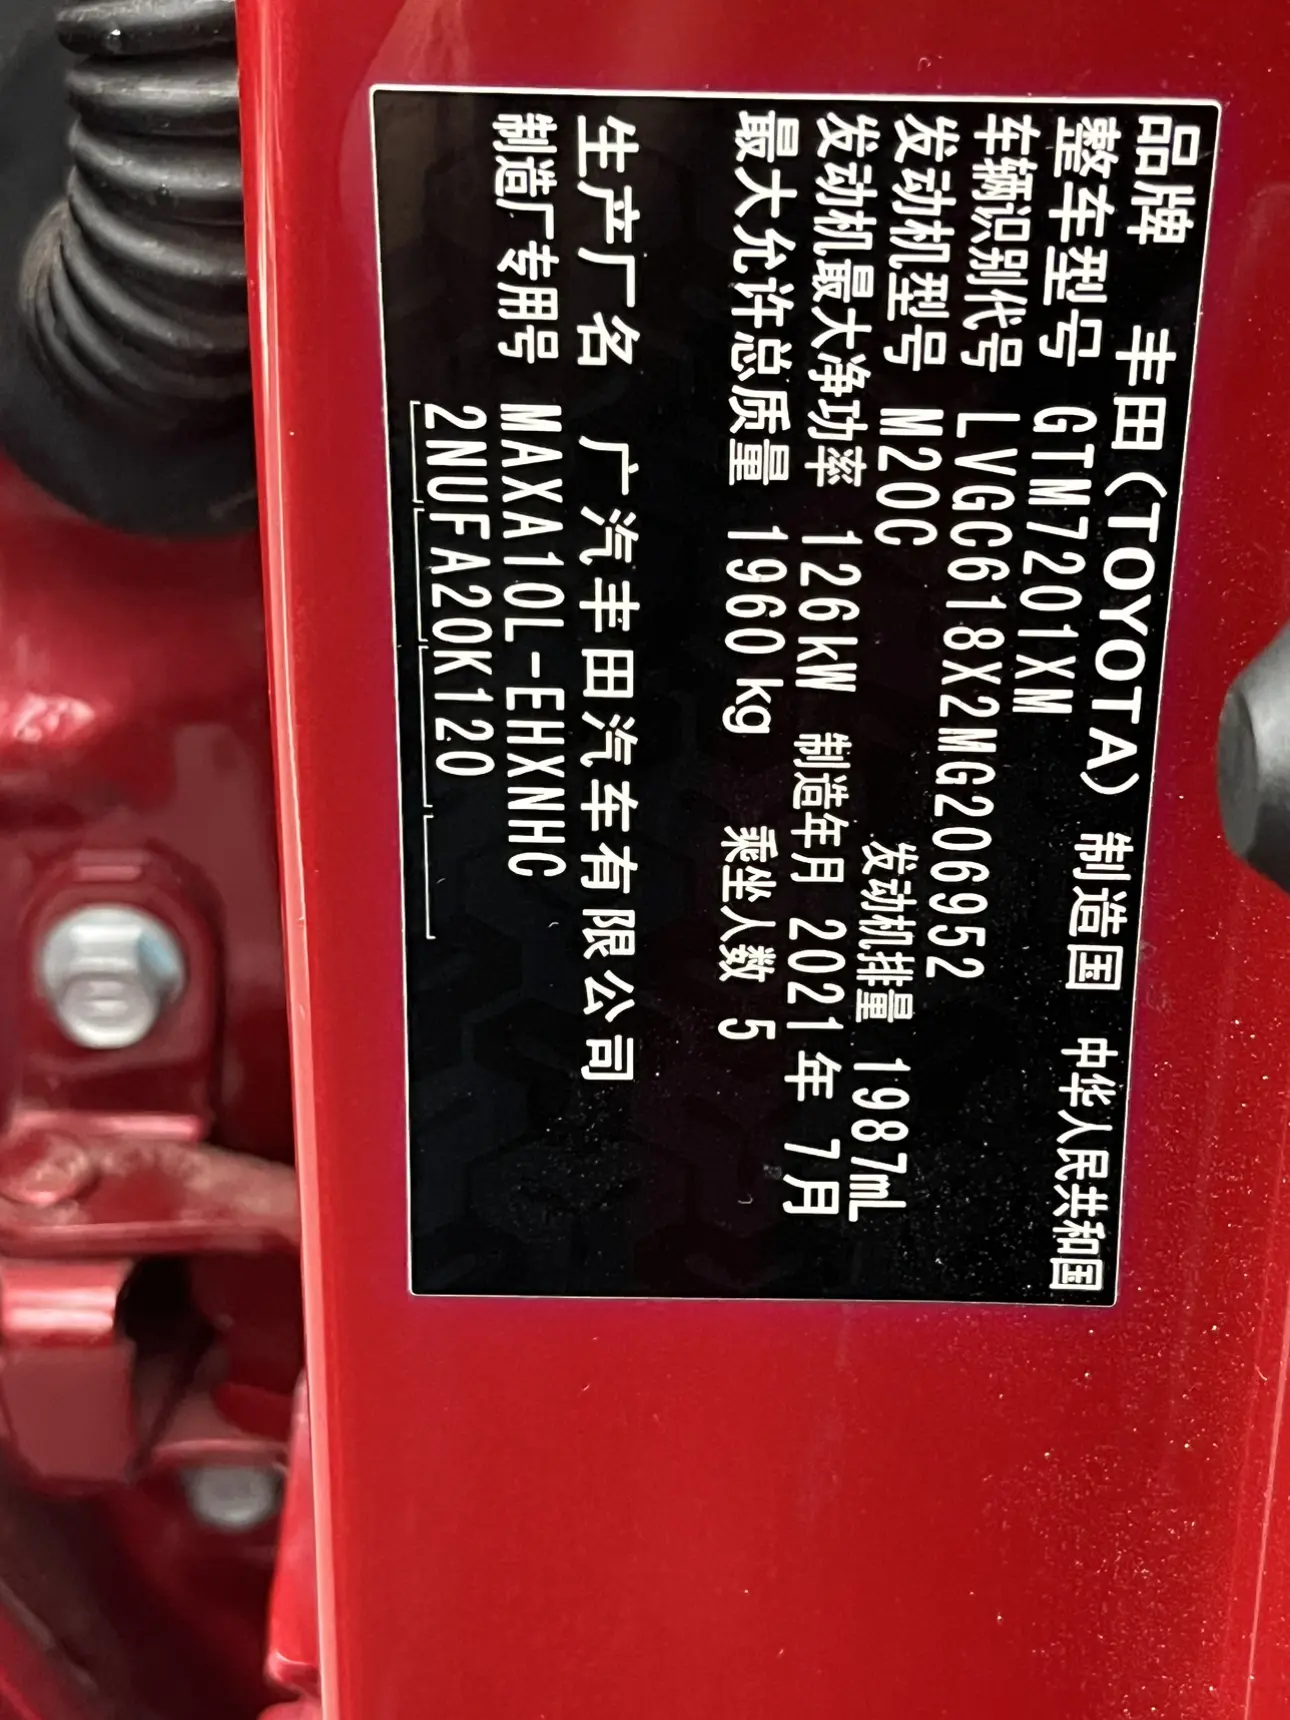 品牌 丰田(TOYOTA) 制造国 中华人民共和国
整车型号 GTM7201XM
车辆识别代号 LVGC618X2MG206952
发动机型号 M20C 发动机排量 1987mL
发动机最大净功率 126kW 制造年月 2021年 7月
最大允许总质量 1960kg 乘坐人数 5
生产厂名 广汽丰田汽车有限公司
制造厂专用号 MAXA10L-EHXNHC
2NUFA20K120